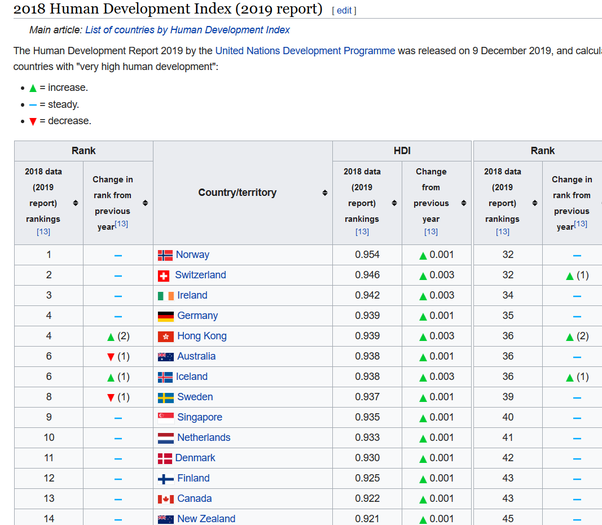 2018 Human Development Index (2019 report) [ edit ]
Main article: List of countries by Human Development Index
The Human Development Report 2019 by the United Nations Development Programme was released on 9 December 2019, and
countries with "very high human development":
▲ = increase.
– = steady.
▼ = decrease.
Rank HDI Rank
2018 data (2019 report) rankings [13] Change in rank from previous year[13] Country/territory 2018 data (2019 report) rankings [13] Change from previous year [13] 2018 data (2019 report) rankings [13] Change in rank from previous year[13]
1 – Norway 0.954 ▲ 0.001 32 –
2 – Switzerland 0.946 ▲ 0.003 32 ▲ (1)
3 – Ireland 0.942 ▲ 0.003 34 –
4 – Germany 0.939 ▲ 0.001 35 –
4 ▲ (2) Hong Kong 0.939 ▲ 0.003 36 ▲ (2)
6 ▼ (1) Australia 0.938 ▲ 0.001 36 –
6 ▲ (1) Iceland 0.938 ▲ 0.003 36 ▲ (1)
8 ▼ (1) Sweden 0.937 ▲ 0.001 39 –
9 – Singapore 0.935 ▲ 0.001 40 –
10 – Netherlands 0.933 ▲ 0.001 41 –
11 – Denmark 0.930 ▲ 0.001 42 –
12 – Finland 0.925 ▲ 0.001 43 –
13 – Canada 0.922 ▲ 0.001 43 –
14 – New Zealand 0.921 ▲ 0.001 45 –